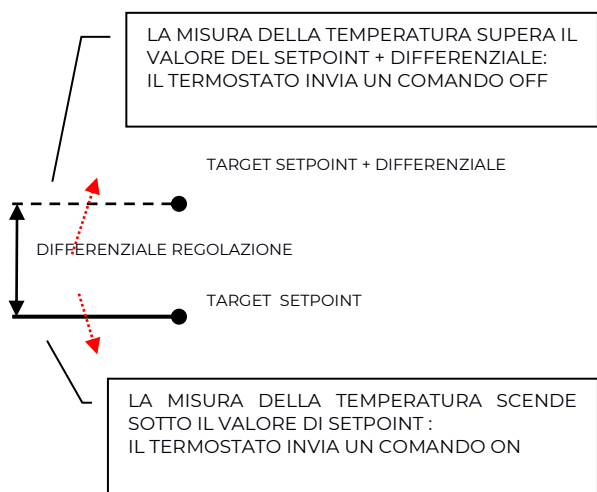 LA MISURA DELLA TEMPERATURA SUPERA IL
VALORE DEL SETPOINT + DIFFERENZIALE:
IL TERMOSTATO INVIA UN COMANDO OFF
TARGET SETPOINT + DIFFERENZIALE
DIFFERENZIALE REGOLAZIONE
TARGET SETPOINT
LA MISURA DELLA TEMPERATURA SCENDE
SOTTO IL VALORE DI SETPOINT :
IL TERMOSTATO INVIA UN COMANDO ON